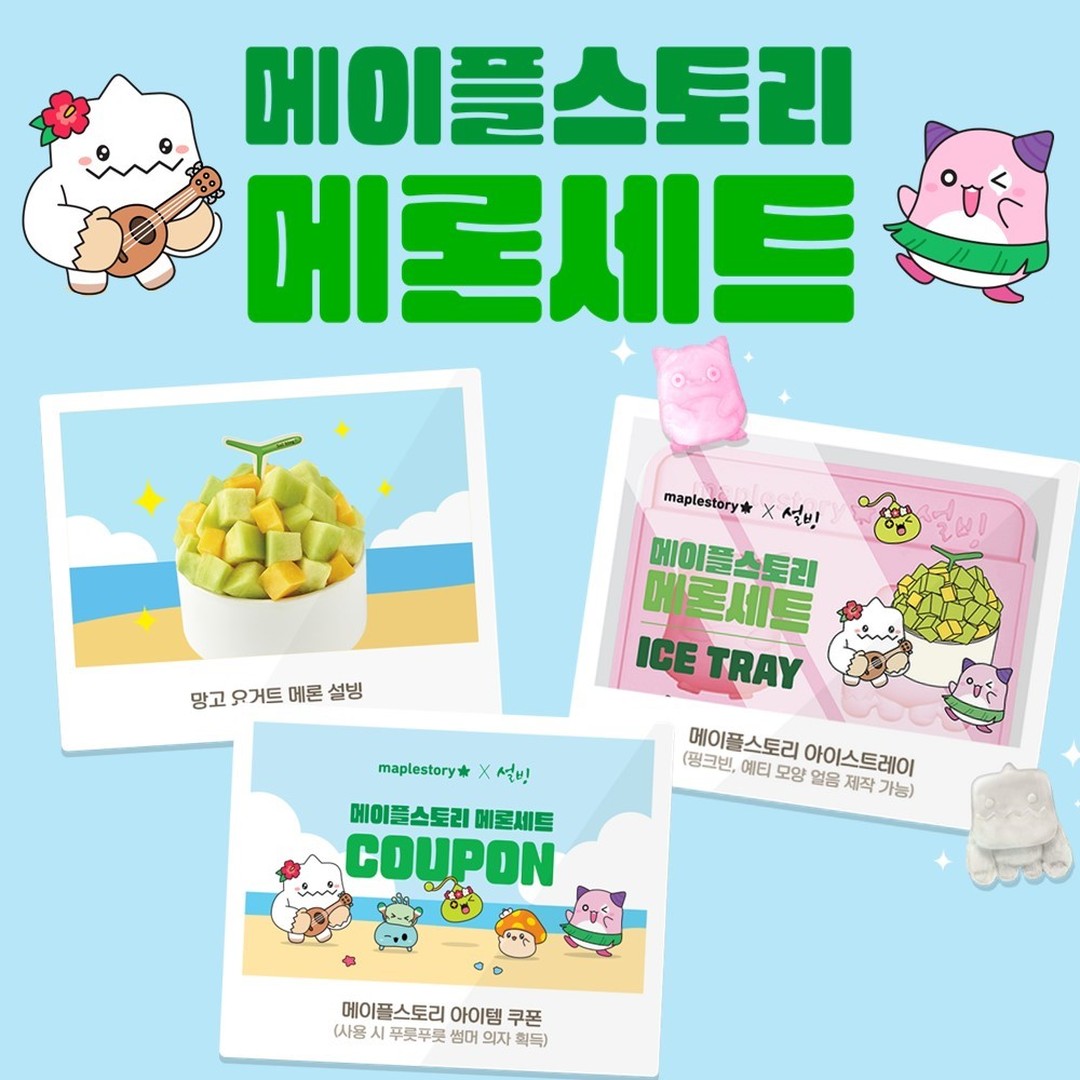 메이플스토리
메론세트
망고 요거트 메론 설빙
maplestory X 설빙
메이플스토리
메론세트
ICE TRAY
메이플스토리 아이스트레이
(핑크빈, 예티 모양 얼음 제작 가능)
maplestory X 설빙
메이플스토리 메론세트
COUPON
메이플스토리 아이템 쿠폰
(사용 시 푸릇푸릇 썸머 의자 획득)